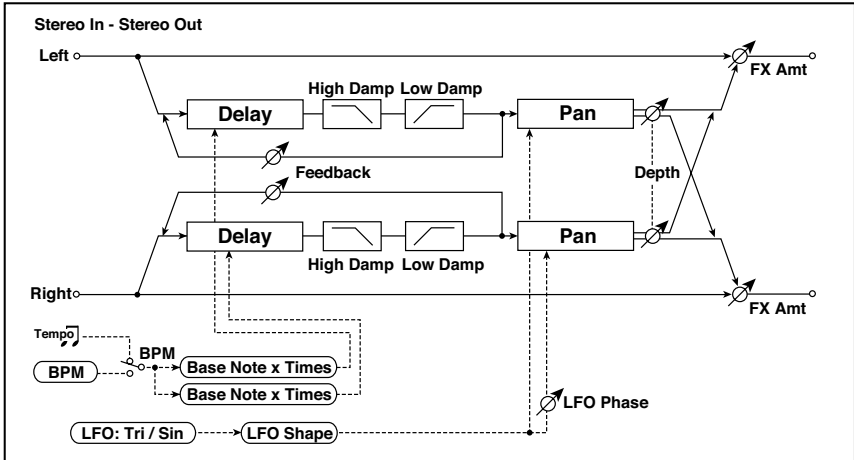 Stereo In - Stereo Out
Left
FX Amt
High Damp Low Damp
Delay
Pan
Feedback
Depth
Delay
Pan
High Damp Low Damp
Right
FX Amt
Tempo
BPM
BPM
Base Note x Times
Base Note x Times
LFO Phase
LFO: Tri / Sin
LFO Shape